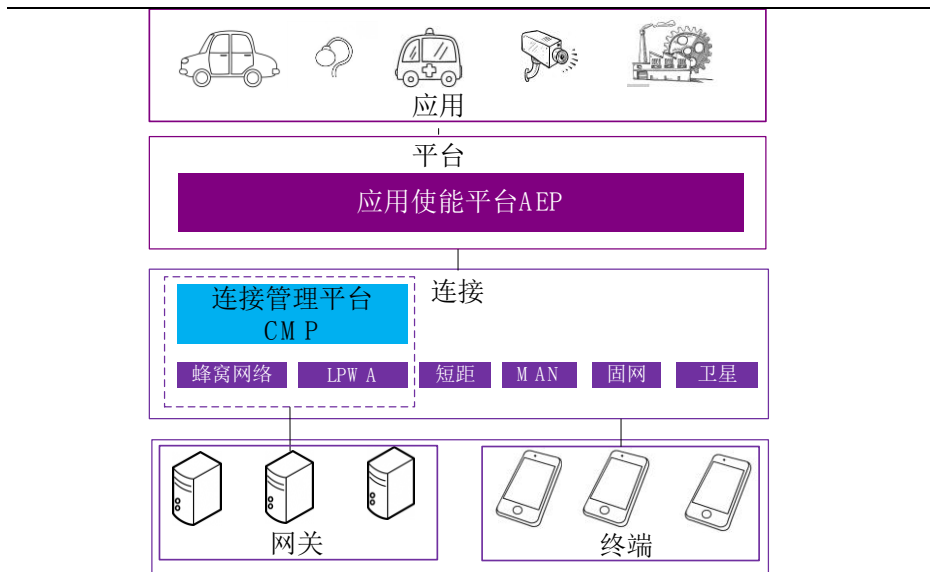 应用
平台
应用使能平台AEP
连接
连接管理平台
CMP
蜂窝网络 LPWA 短距 MAN 固网 卫星
网关 终端